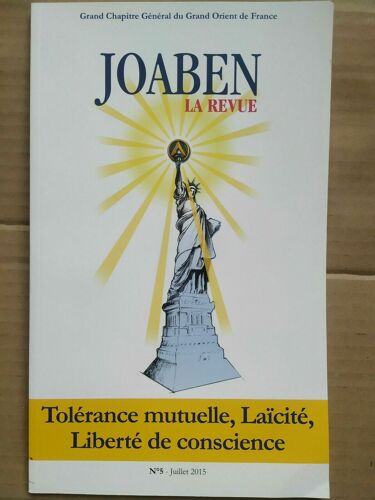 Grand Chapitre Général du Grand Orient de France
JOABEN
LA REVUE
Tolérance mutuelle, Laïcité,
Liberté de conscience
N°5 - Juillet 2015